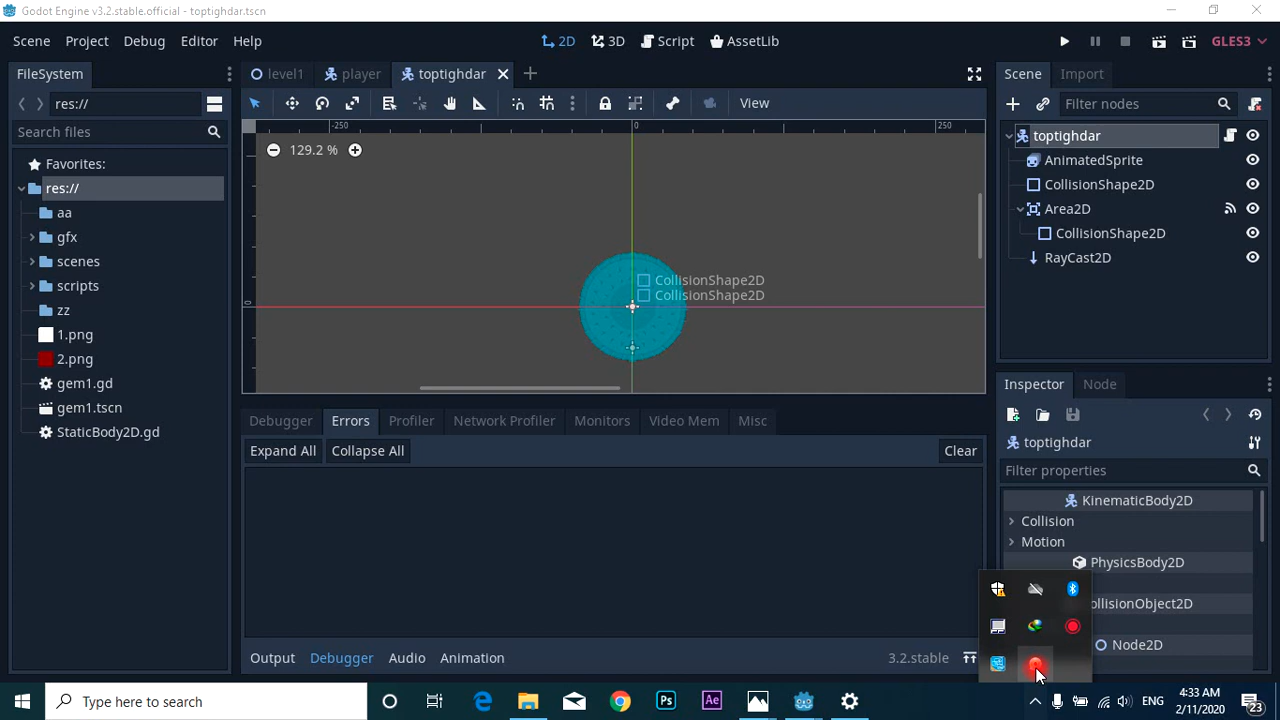 Godot Engine v3.2.stable.official - toptighdar.tscn
Scene Project Debug Editor Help
2D 3D Script AssetLib
GLES3
FileSystem
level1 player toptighdar
Scene Import
res://
View
Filter nodes
Search files
-250 0 250
129.2 %
0
Favorites:
res://
aa
gfx
scenes
scripts
zz
1.png
2.png
gem1.gd
gem1.tscn
StaticBody2D.gd
CollisionShape2D
CollisionShape2D
toptighdar
AnimatedSprite
CollisionShape2D
Area2D
CollisionShape2D
RayCast2D
Debugger Errors Profiler Network Profiler Monitors Video Mem Misc
Expand All Collapse All Clear
Inspector Node
toptighdar
Filter properties
KinematicBody2D
Collision
Motion
PhysicsBody2D
ollisionObject2D
Node2D
Output Debugger Audio Animation 3.2.stable
Type here to search
Ps Ae
ENG
4:33 AM
2/11/2020
23